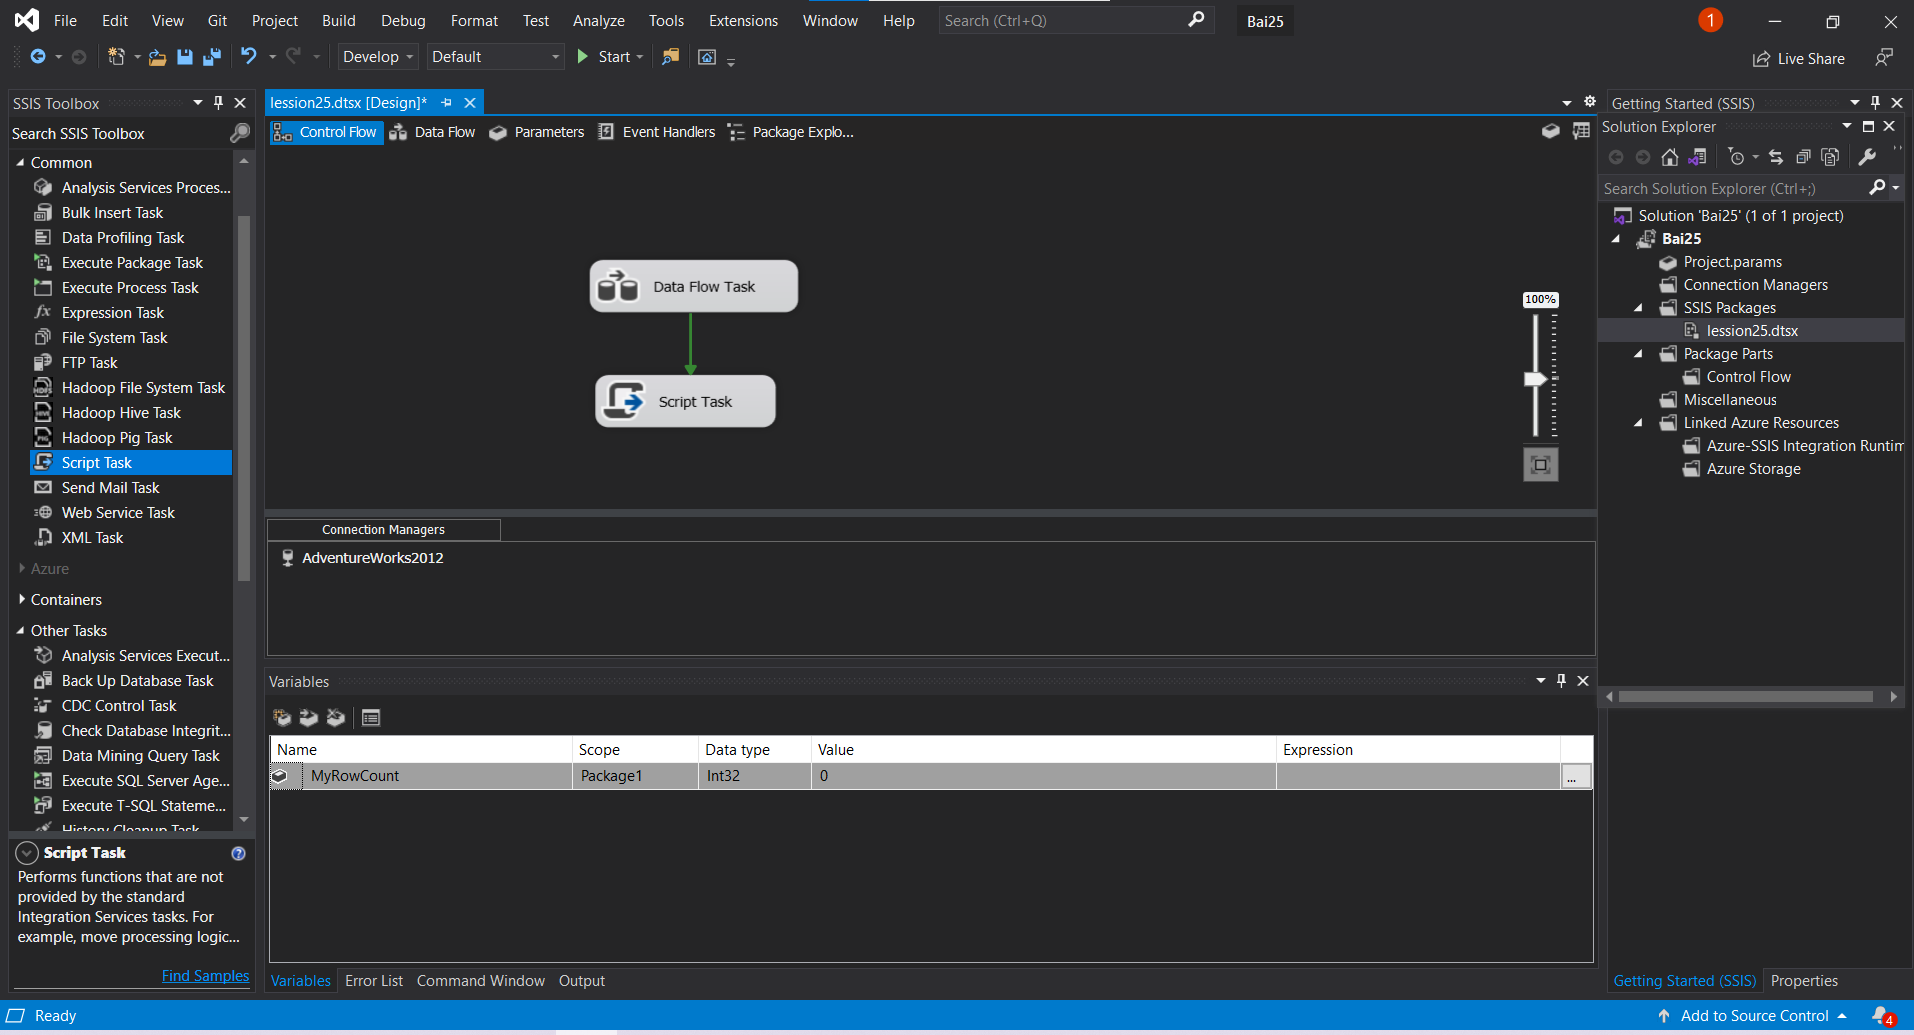 File Edit View Git Project Build Debug Format Test Analyze Tools Extensions Window Help Search (Ctrl+Q) Bai25 1
Develop Default Start Live Share
SSIS Toolbox
Search SSIS Toolbox
Common
Analysis Services Proces...
Bulk Insert Task
Data Profiling Task
Execute Package Task
Execute Process Task
Expression Task
File System Task
FTP Task
Hadoop File System Task
Hadoop Hive Task
Hadoop Pig Task
Script Task
Send Mail Task
Web Service Task
XML Task
Azure
Containers
Other Tasks
Analysis Services Execut...
Back Up Database Task
CDC Control Task
Check Database Integrit...
Data Mining Query Task
Execute SQL Server Age...
Execute T-SQL Stateme...
History Cleanup Task
Script Task
Performs functions that are not
provided by the standard
Integration Services tasks. For
example, move processing logic...
Find Samples
lession25.dtsx [Design]*
Control Flow Data Flow Parameters Event Handlers Package Explo...
Data Flow Task
Script Task
100%
Connection Managers
AdventureWorks2012
Variables
Name Scope Data type Value Expression
MyRowCount Package1 Int32 0 ...
Variables Error List Command Window Output
Getting Started (SSIS)
Solution Explorer
Search Solution Explorer (Ctrl+;)
Solution 'Bai25' (1 of 1 project)
Bai25
Project.params
Connection Managers
SSIS Packages
lession25.dtsx
Package Parts
Control Flow
Miscellaneous
Linked Azure Resources
Azure-SSIS Integration Runtim
Azure Storage
Getting Started (SSIS) Properties
Ready Add to Source Control 4